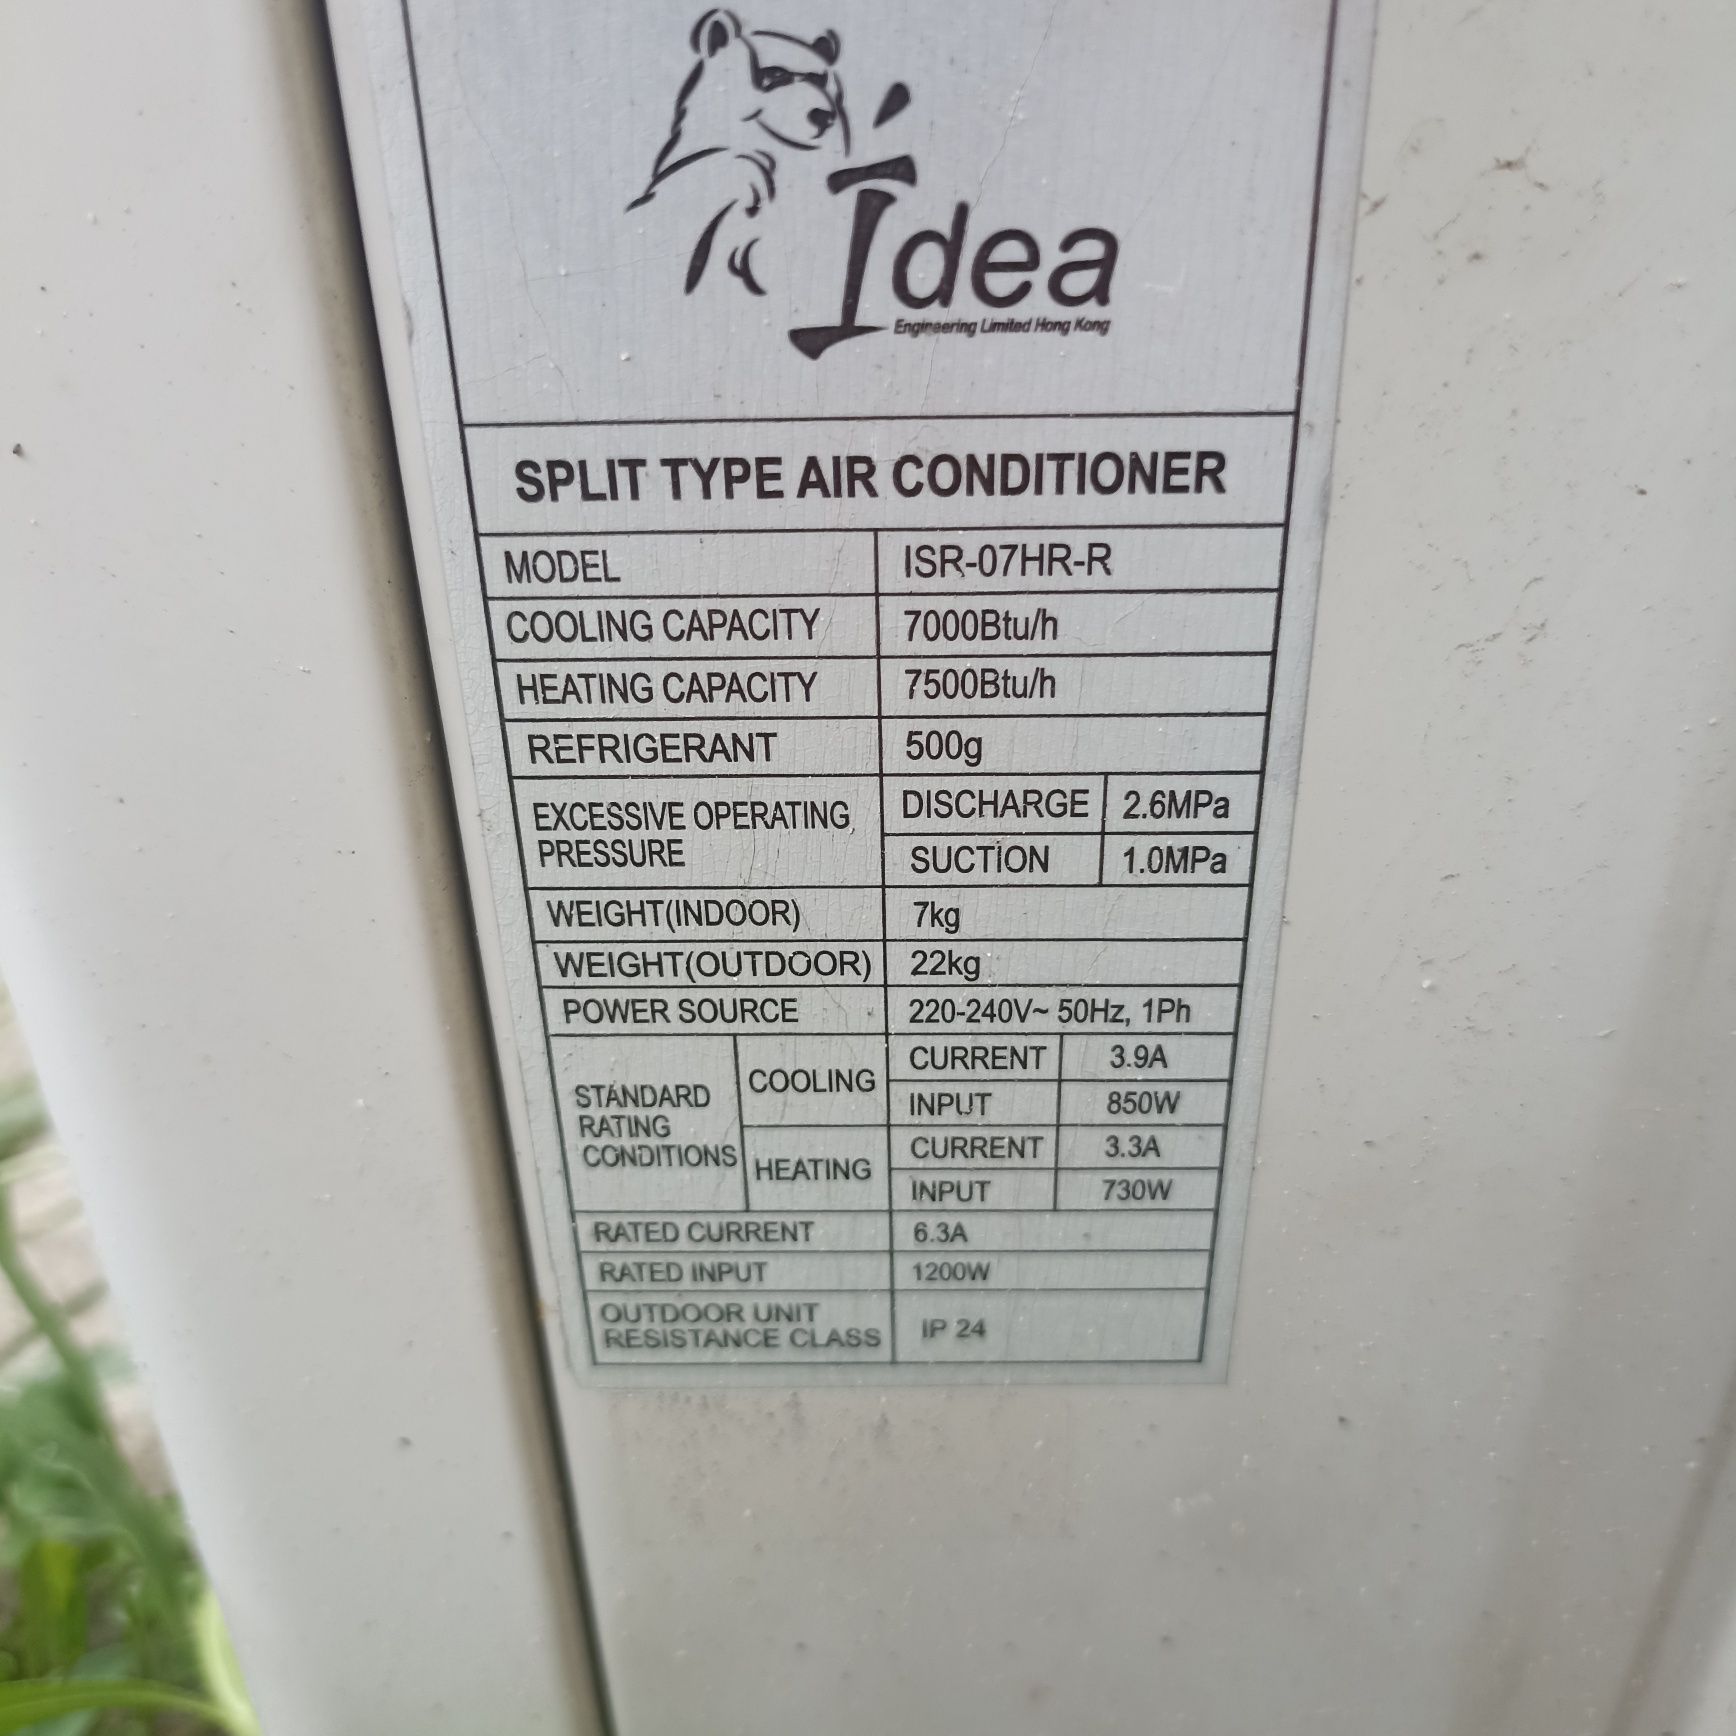 Idea
Engineering Limited Hong Kong
SPLIT TYPE AIR CONDITIONER
MODEL ISR-07HR-R
COOLING CAPACITY 7000Btu/h
HEATING CAPACITY 7500Btu/h
REFRIGERANT 500g
EXCESSIVE OPERATING PRESSURE DISCHARGE 2.6MPa
SUCTION 1.0MPa
WEIGHT(INDOOR) 7kg
WEIGHT(OUTDOOR) 22kg
POWER SOURCE 220-240V~ 50Hz, 1Ph
STANDARD RATING CONDITIONS COOLING CURRENT 3.9A
INPUT 850W
HEATING CURRENT 3.3A
INPUT 730W
RATED CURRENT 6.3A
RATED INPUT 1200W
OUTDOOR UNIT RESISTANCE CLASS IP 24